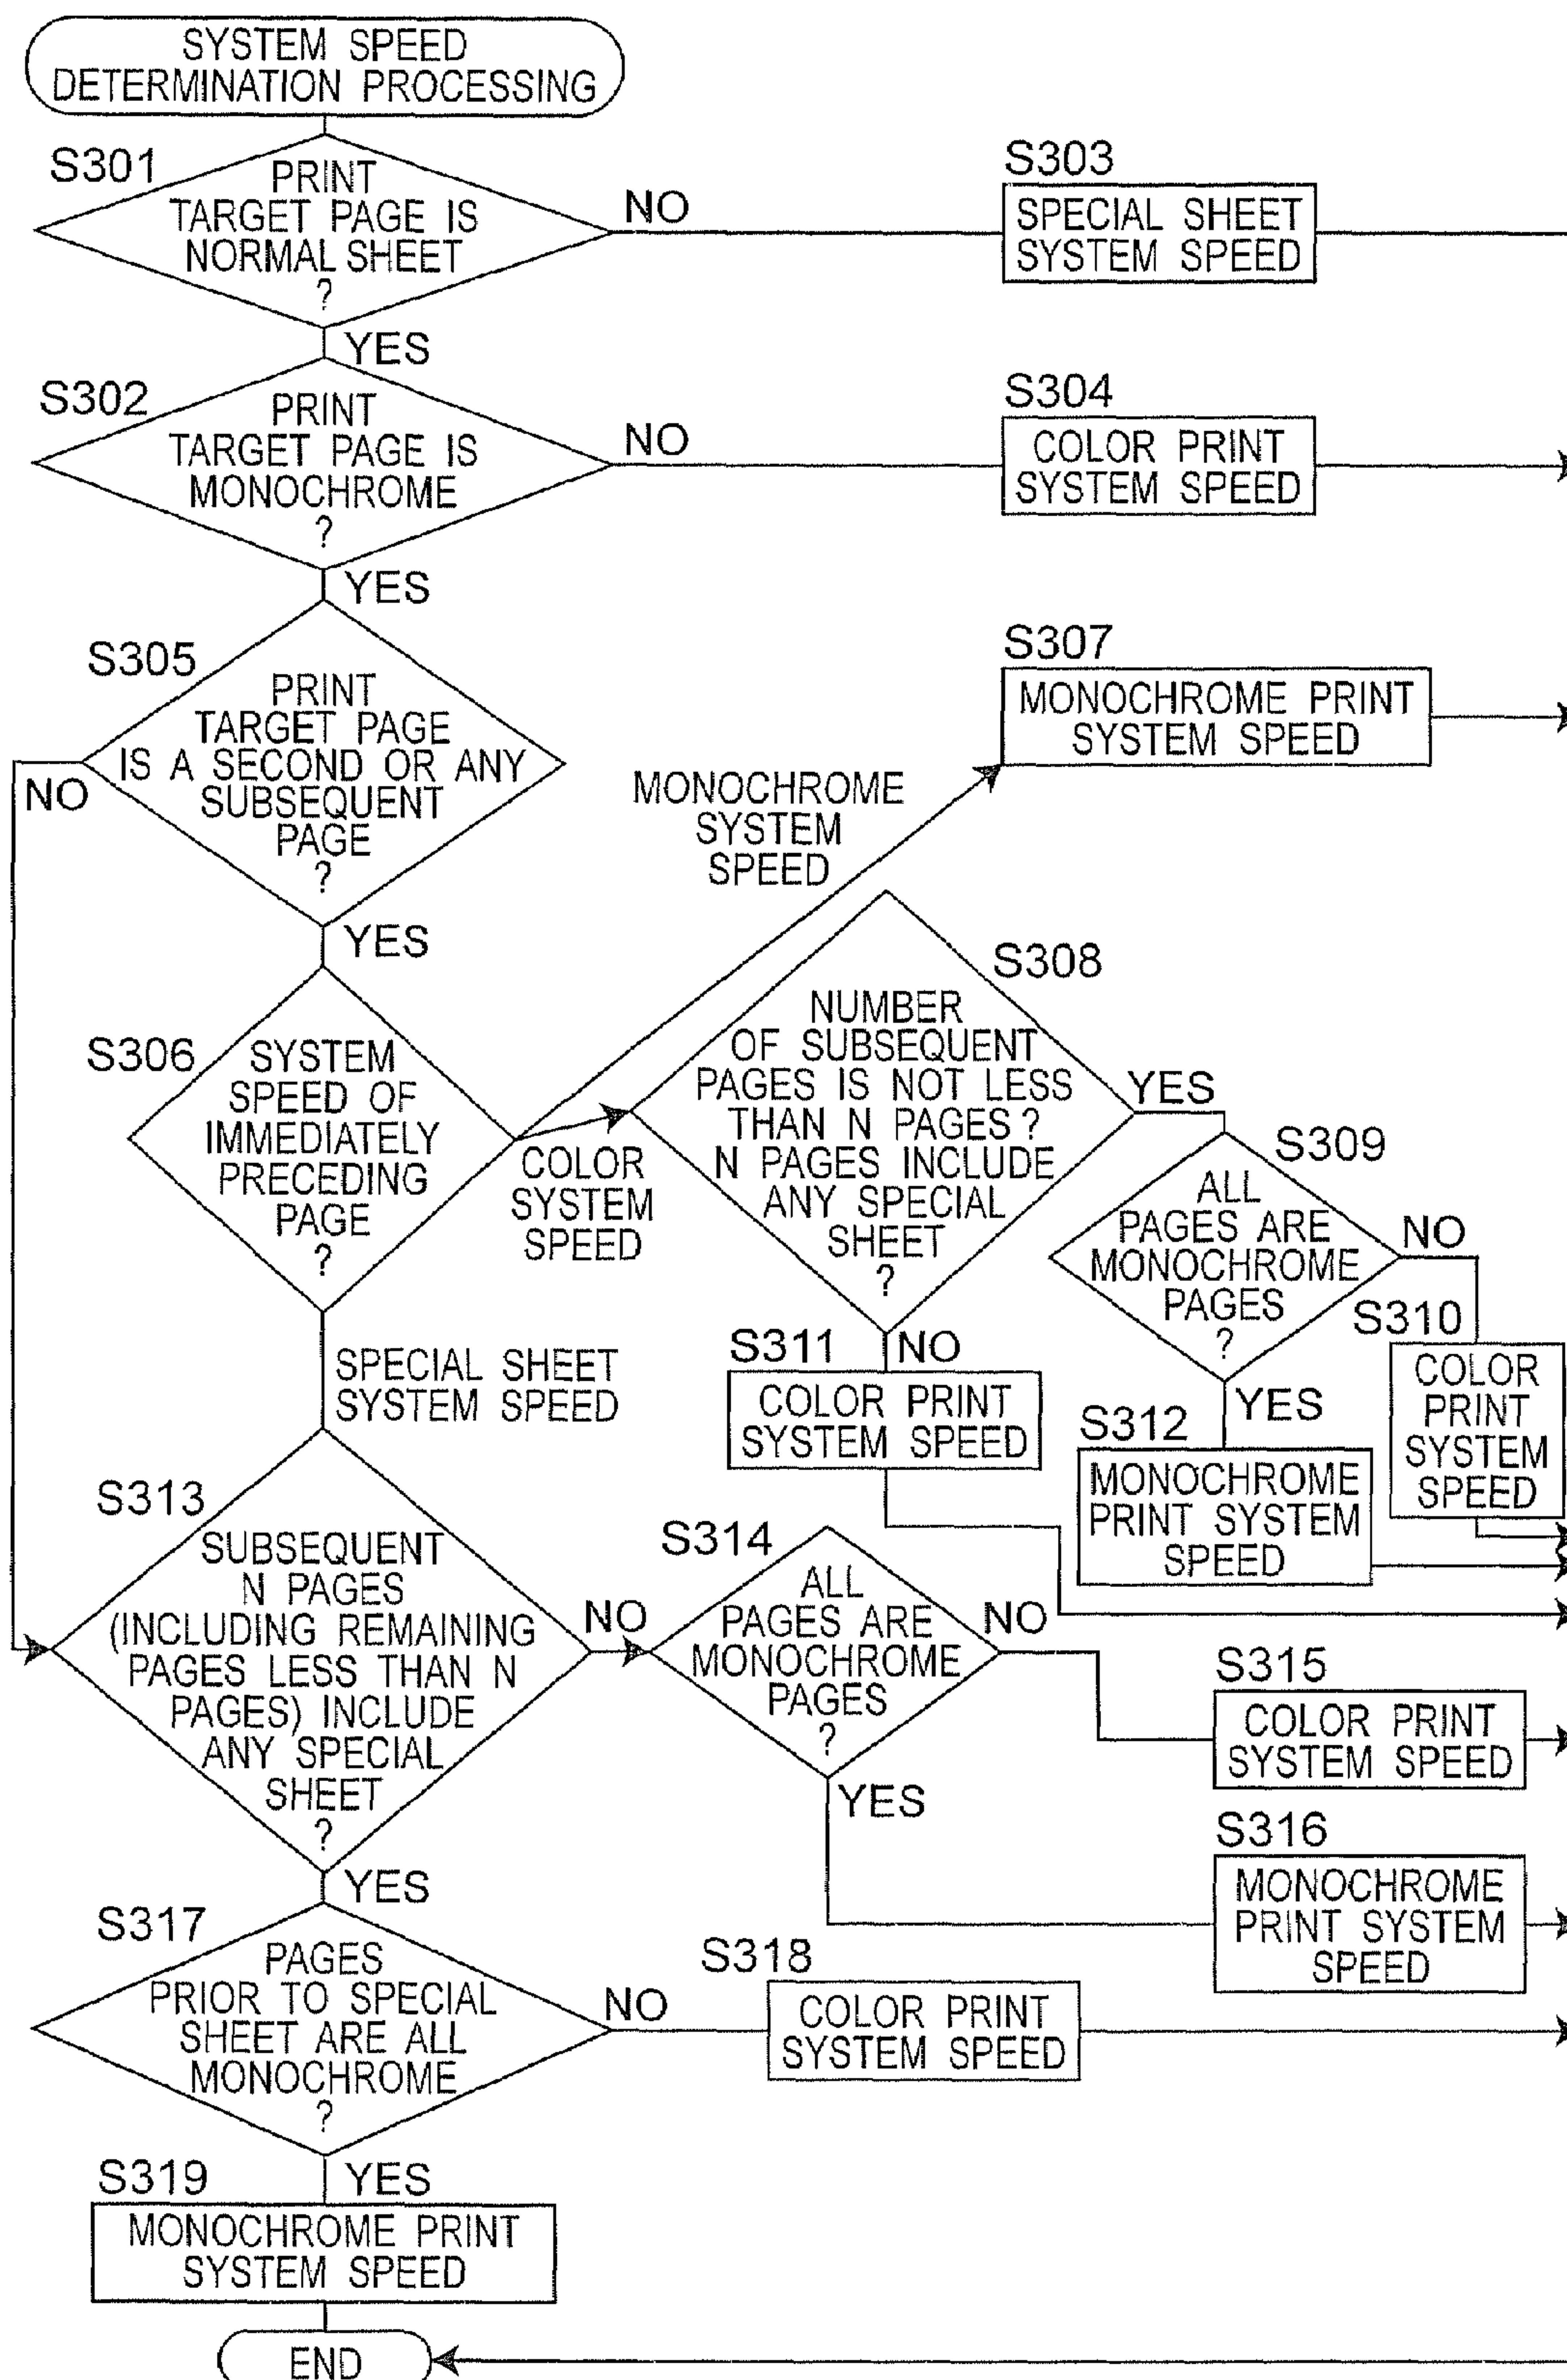 SYSTEM SPEED
DETERMINATION PROCESSING
S301
PRINT
TARGET PAGE IS
NORMAL SHEET
?
NO
S303
SPECIAL SHEET
SYSTEM SPEED
YES
S302
PRINT
TARGET PAGE IS
MONOCHROME
?
NO
S304
COLOR PRINT
SYSTEM SPEED
YES
S305
PRINT
TARGET PAGE
IS A SECOND OR ANY
SUBSEQUENT
PAGE
?
NO
YES
S306
SYSTEM
SPEED OF
IMMEDIATELY
PRECEDING
PAGE
?
MONOCHROME
SYSTEM
SPEED
S307
MONOCHROME PRINT
SYSTEM SPEED
COLOR
SYSTEM
SPEED
S308
NUMBER
OF SUBSEQUENT
PAGES IS NOT LESS
THAN N PAGES?
N PAGES INCLUDE
ANY SPECIAL
SHEET
?
YES
S309
ALL
PAGES ARE
MONOCHROME
PAGES
?
NO
S310
COLOR
PRINT
SYSTEM
SPEED
S311
NO
COLOR PRINT
SYSTEM SPEED
YES
S312
MONOCHROME
PRINT SYSTEM
SPEED
SPECIAL SHEET
SYSTEM SPEED
S313
SUBSEQUENT
N PAGES
(INCLUDING REMAINING
PAGES LESS THAN N
PAGES) INCLUDE
ANY SPECIAL
SHEET
?
NO
S314
ALL
PAGES ARE
MONOCHROME
PAGES
?
NO
S315
COLOR PRINT
SYSTEM SPEED
YES
S316
MONOCHROME
PRINT SYSTEM
SPEED
YES
S317
PAGES
PRIOR TO SPECIAL
SHEET ARE ALL
MONOCHROME
?
NO
S318
COLOR PRINT
SYSTEM SPEED
YES
S319
MONOCHROME PRINT
SYSTEM SPEED
END